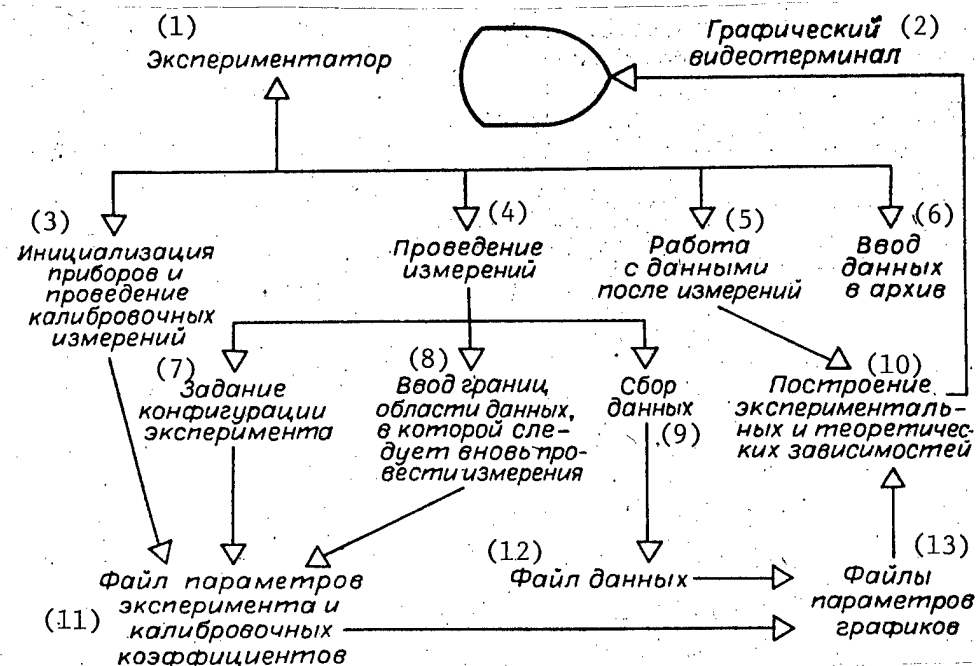 (1)
Экспериментатор
Графический (2)
видеотерминал
(3)
Инициализация
приборов и
проведение
калибровочных
измерений
(4)
Проведение
измерений
(5)
Работа
с данными
после измерений
(6)
Ввод
данных
в архив
(7)
Задание
конфигурации
эксперимента
(8)
Ввод границ
области данных,
в которой сле-
дует вновь про-
вести измерения
Сбор
данных
(9)
(10)
Построение
эксперименталь-
ных и теоретичес-
ких зависимостей
(11)
Файл параметров
эксперимента и
калибровочных
коэффициентов
(12)
Файл данных
(13)
Файлы
параметров
графиков